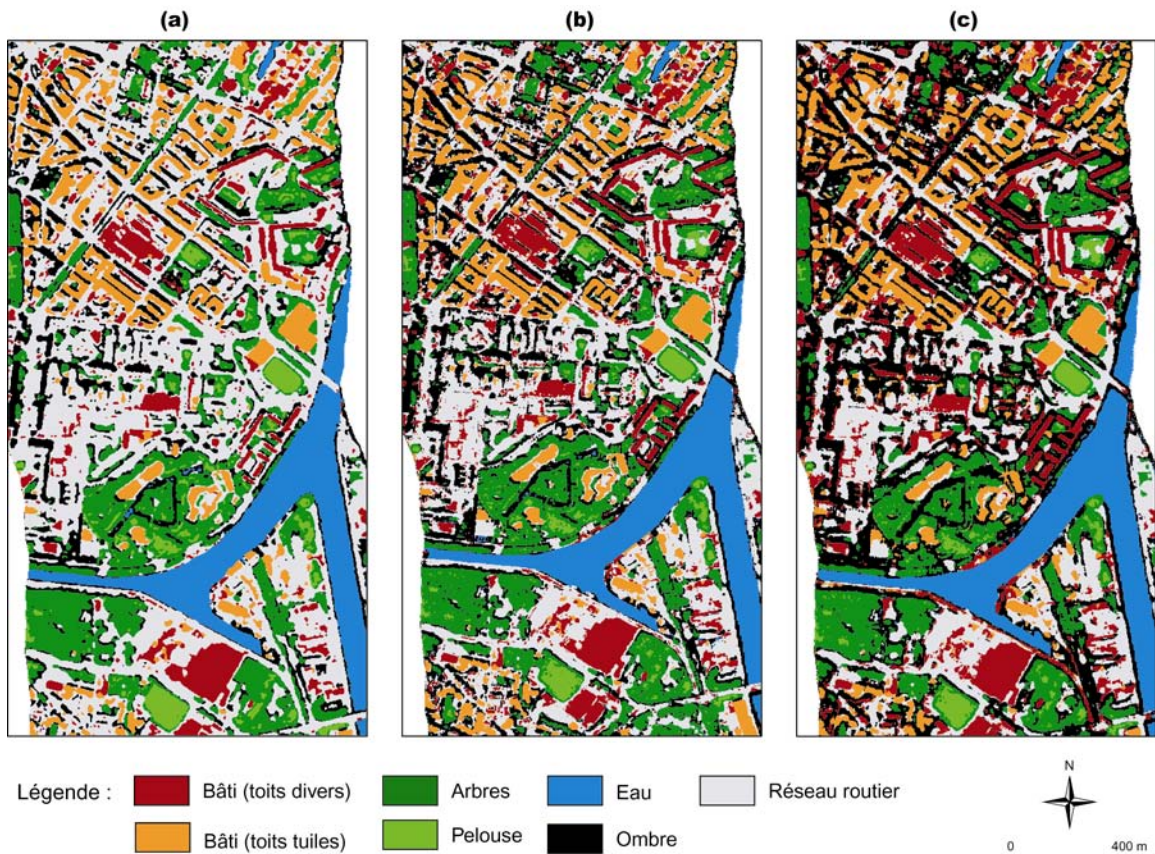 (a) (b) (c)
Légende : Bâti (toits divers) Arbres Eau Réseau routier
Bâti (toits tuiles) Pelouse Ombre
N
0 400 m